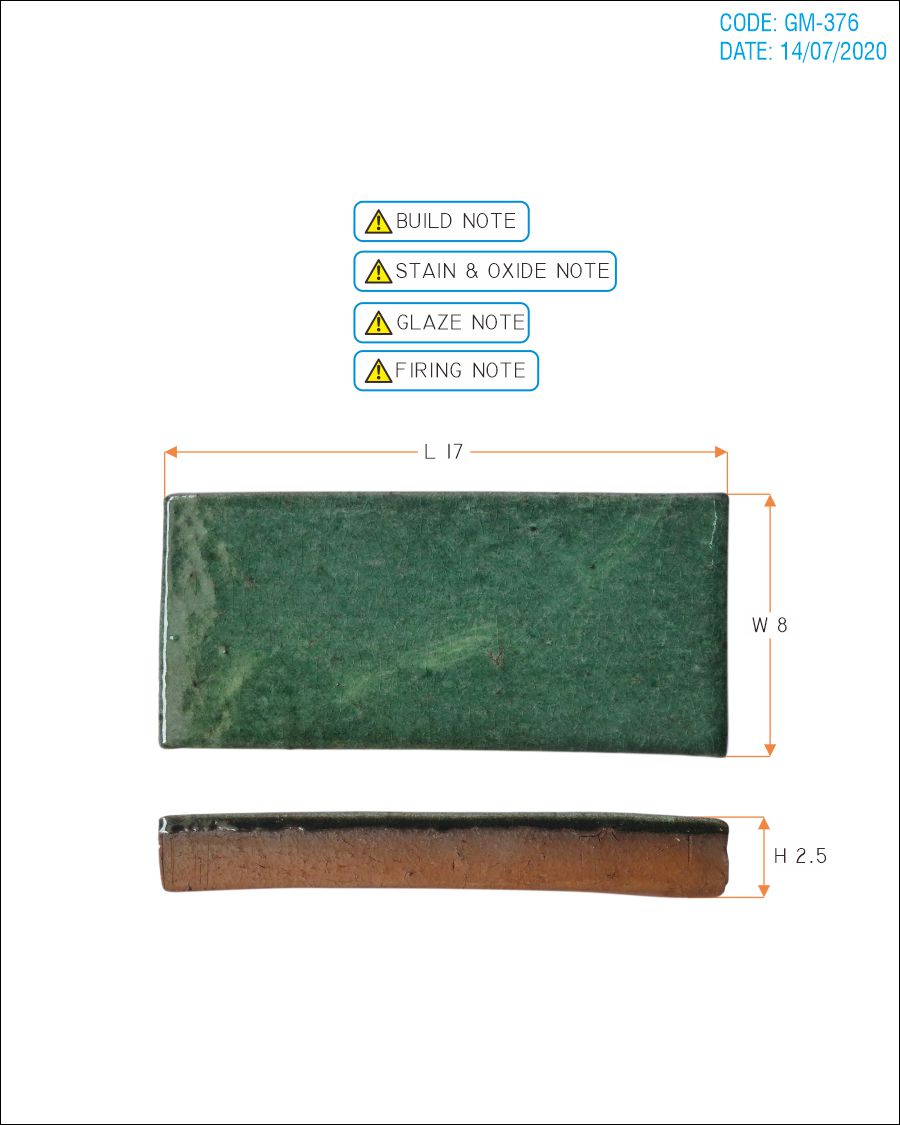 CODE: GM-376
DATE: 14/07/2020
BUILD NOTE
STAIN & OXIDE NOTE
GLAZE NOTE
FIRING NOTE
L 17
W 8
H 2.5